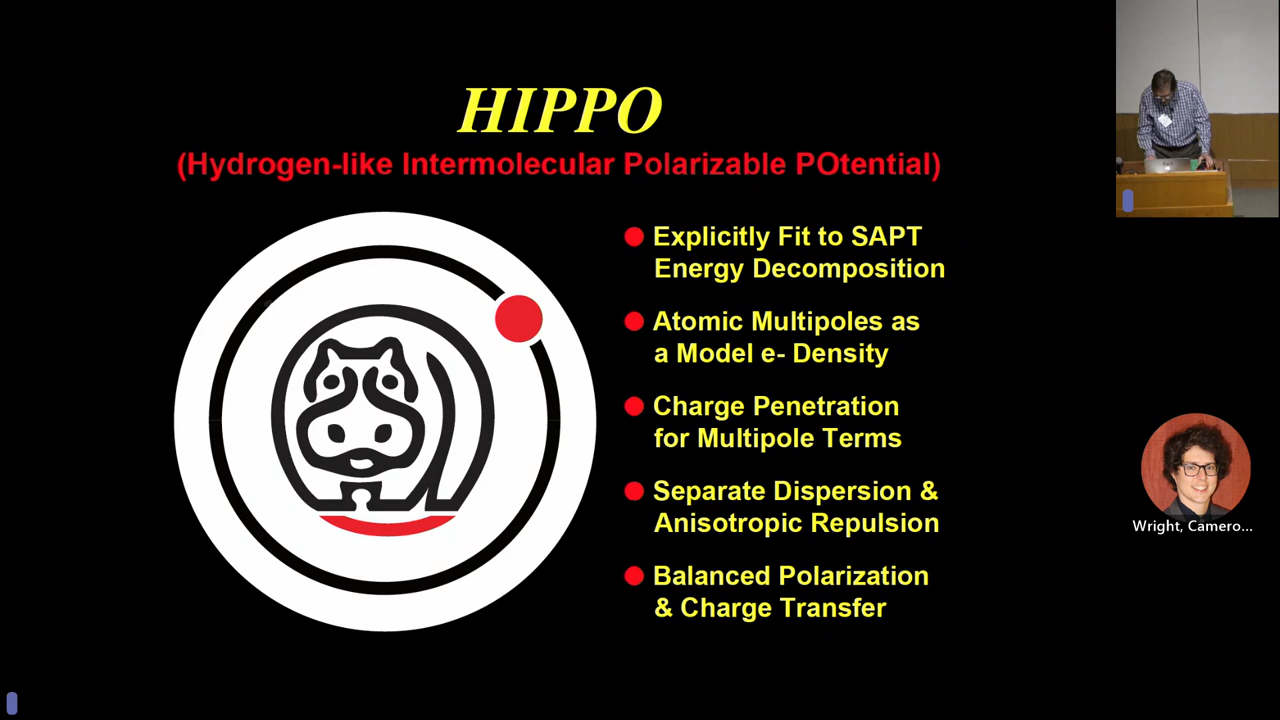 HIPPO
(Hydrogen-like Intermolecular Polarizable POtential)
Explicitly Fit to SAPT
Energy Decomposition
Atomic Multipoles as
a Model e- Density
Charge Penetration
for Multipole Terms
Separate Dispersion &
Anisotropic Repulsion
Balanced Polarization
& Charge Transfer
Wright, Camero...